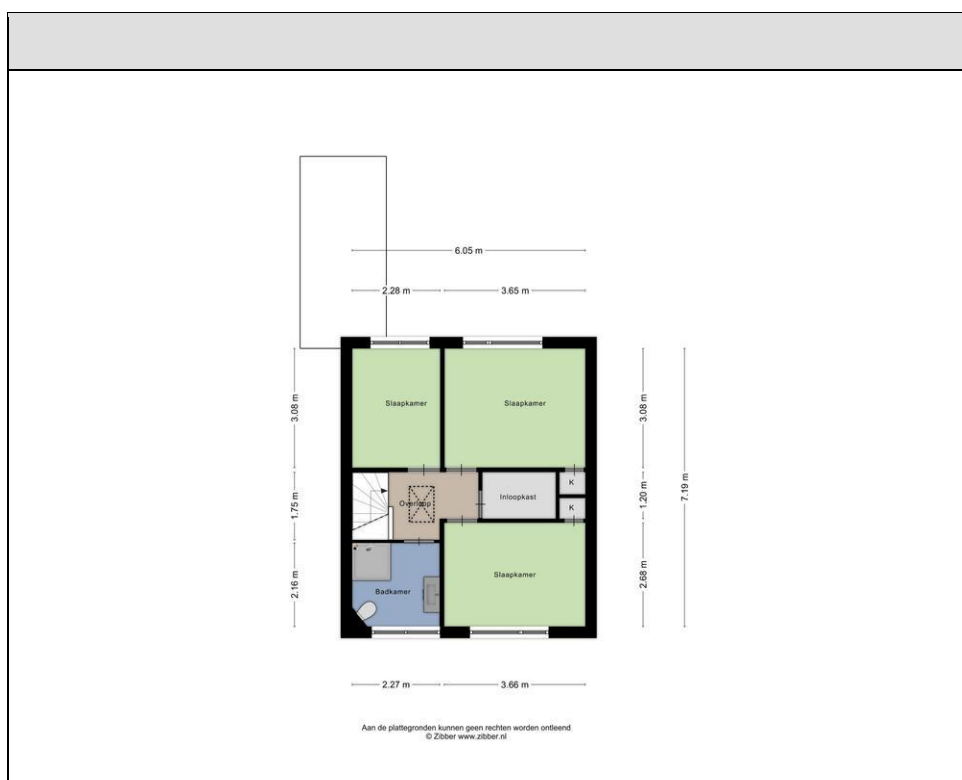 6.05 m
2.28 m
3.65 m
3.08 m
3.08 m
Slaapkamer
Slaapkamer
7.19 m
1.75 m
1.20 m
Overloop
Inloopkast
K
K
2.16 m
2.68 m
Badkamer
Slaapkamer
2.27 m
3.66 m
Aan de plattegronden kunnen geen rechten worden ontleend
© Zibber www.zibber.nl